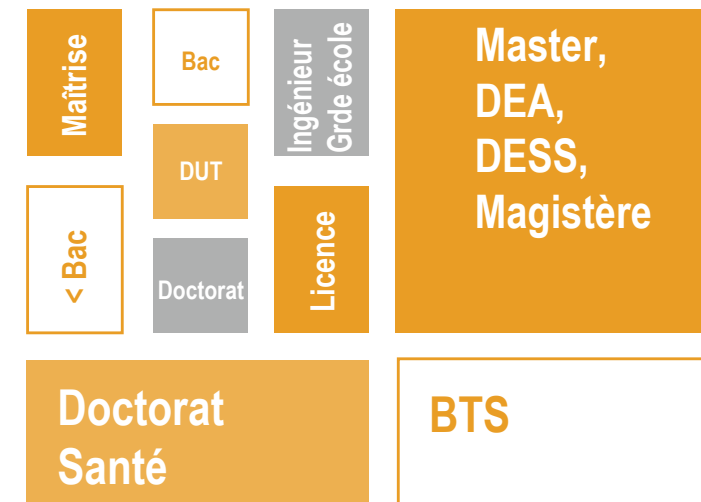 Maîtrise
Bac
Ingénieur
Grde école
Master,
DEA,
DESS,
Magistère
DUT
< Bac
Doctorat
Licence
Doctorat
Santé
BTS